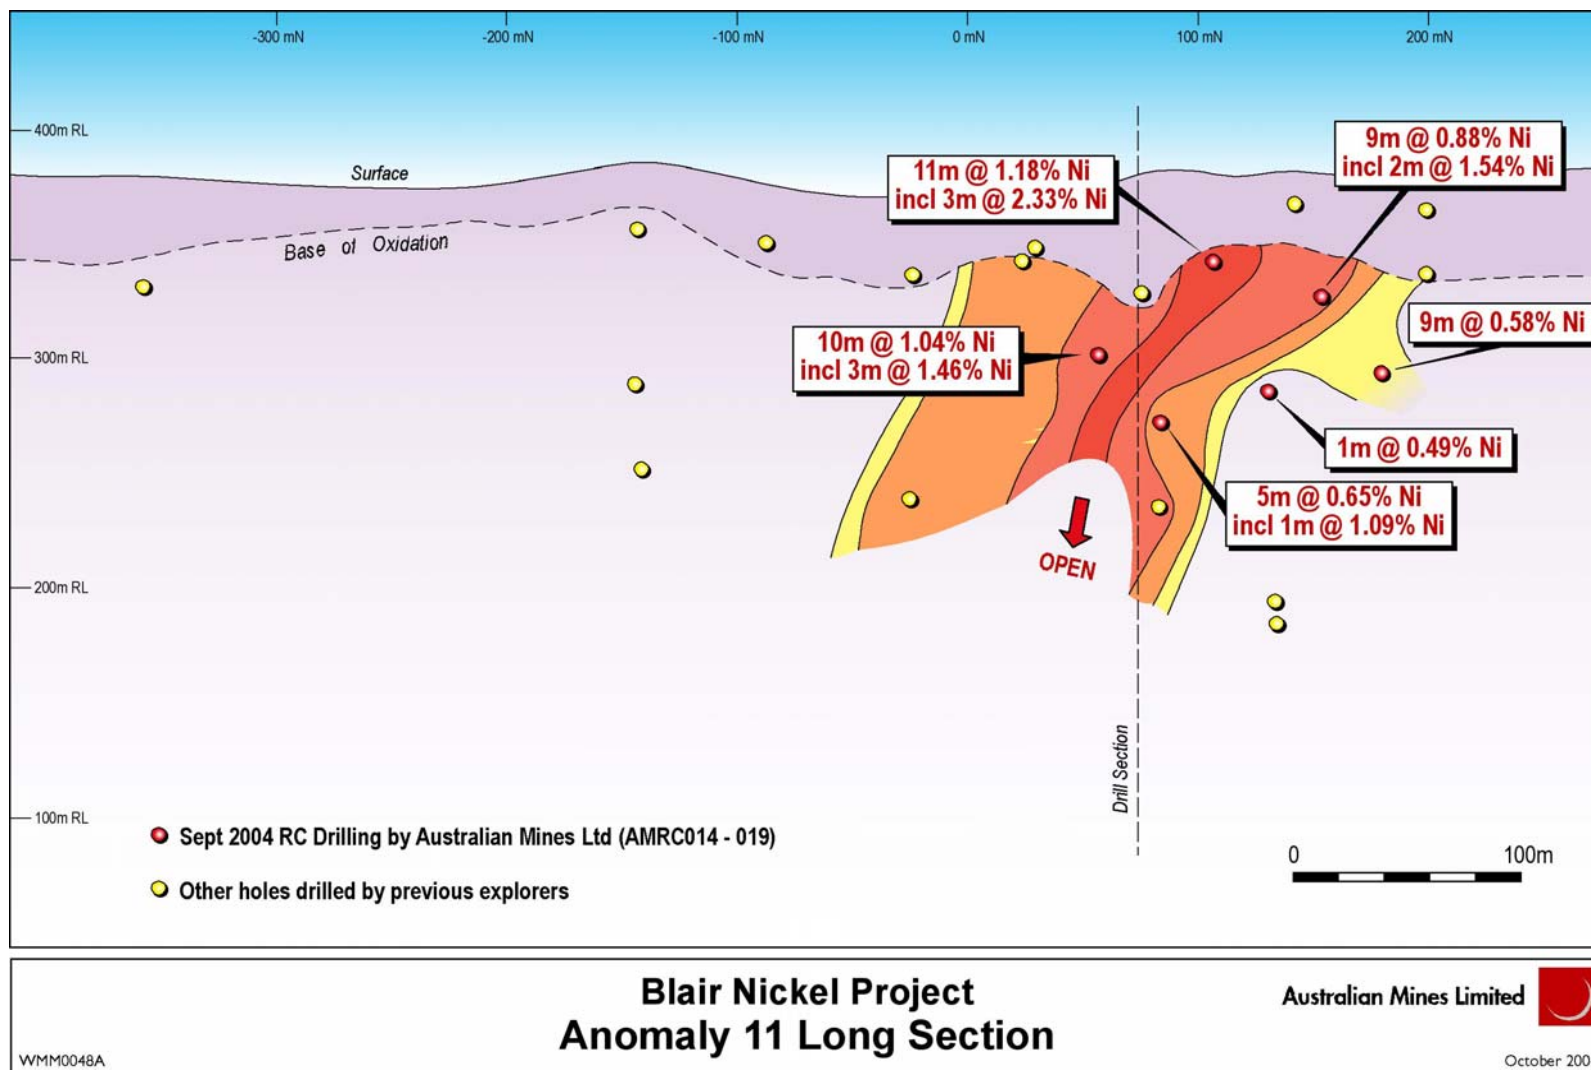 -300 mN
-200 mN
-100 mN
0 mN
100 mN
200 mN
400m RL
Surface
11m @ 1.18% Ni
incl 3m @ 2.33% Ni
9m @ 0.88% Ni
incl 2m @ 1.54% Ni
Base of Oxidation
300m RL
10m @ 1.04% Ni
incl 3m @ 1.46% Ni
9m @ 0.58% Ni
1m @ 0.49% Ni
5m @ 0.65% Ni
incl 1m @ 1.09% Ni
OPEN
200m RL
Drill Section
100m RL
Sept 2004 RC Drilling by Australian Mines Ltd (AMRC014 - 019)
Other holes drilled by previous explorers
0
100m
Blair Nickel Project
Anomaly 11 Long Section
Australian Mines Limited
WMM0048A
October 200